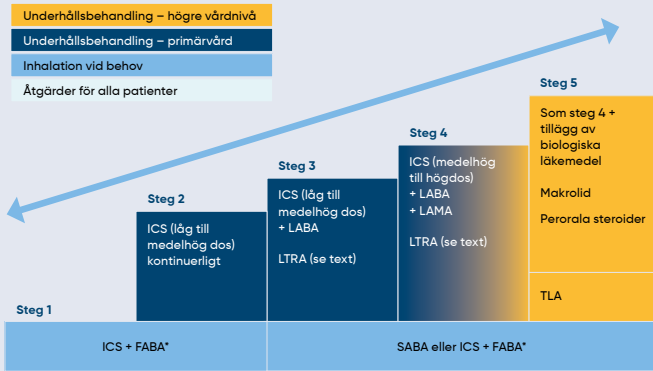 Underhållsbehandling – högre vårdnivå
Underhållsbehandling – primärvård
Inhalation vid behov
Åtgärder för alla patienter
Steg 1
Steg 2
ICS (låg till
medelhög dos)
kontinuerligt
Steg 3
ICS (låg till
medelhög dos)
+ LABA
LTRA (se text)
Steg 4
ICS (medelhög
till högdos)
+ LABA
+ LAMA
LTRA (se text)
Steg 5
Som steg 4 +
tillägg av
biologiska
läkemedel
Makrolid
Perorala steroider
TLA
ICS + FABA*
SABA eller ICS + FABA*